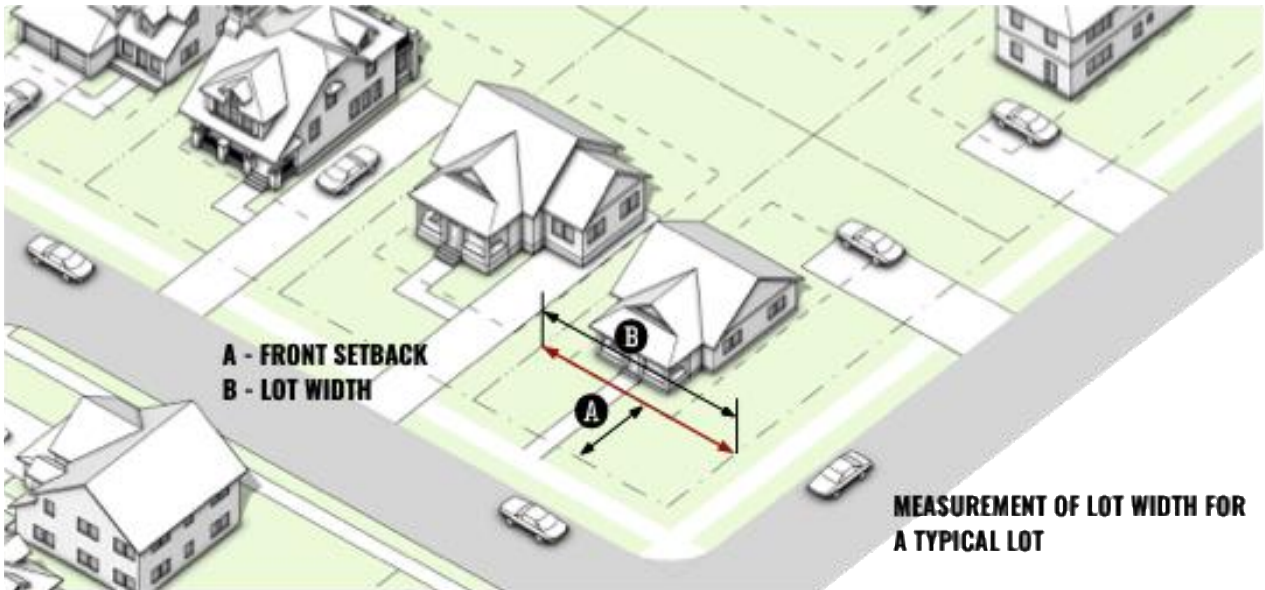 A - FRONT SETBACK
B - LOT WIDTH
B
A
MEASUREMENT OF LOT WIDTH FOR
A TYPICAL LOT